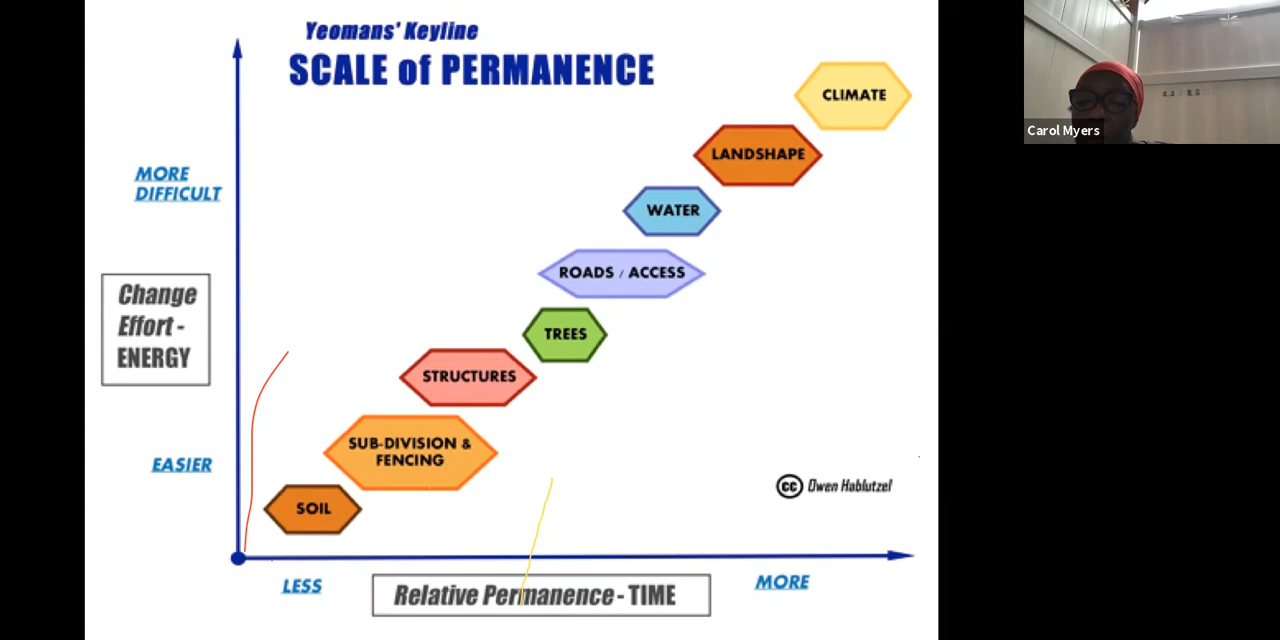 Yeomans' Keyline
SCALE of PERMANENCE
CLIMATE
Carol Myers
LANDSHAPE
MORE
DIFFICULT
WATER
ROADS / ACCESS
Change
Effort -
ENERGY
TREES
STRUCTURES
SUB-DIVISION &
FENCING
EASIER
cc Owen Hablutzel
SOIL
LESS
Relative Permanence - TIME
MORE